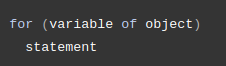 for (variable of object)
  statement